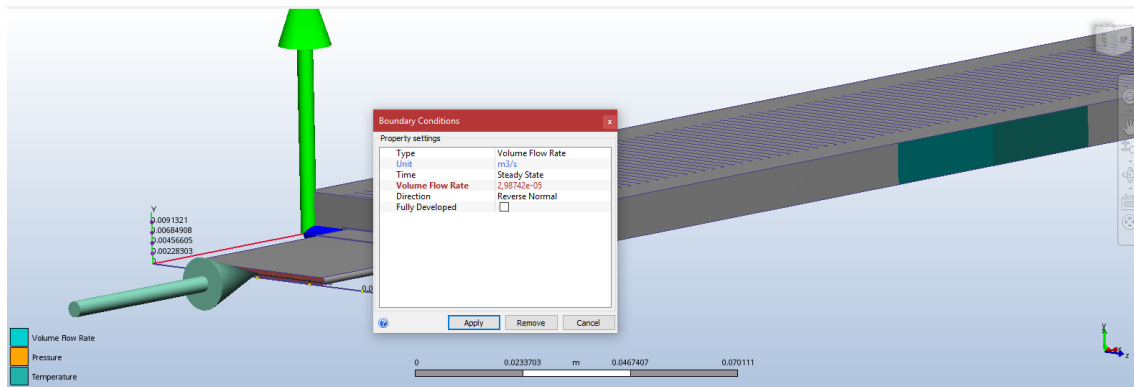 Boundary Conditions
x
Property settings
Type Volume Flow Rate
Unit m3/s
Time Steady State
Volume Flow Rate 2,98742e-05
Direction Reverse Normal
Fully Developed
Apply Remove Cancel
Y
0.0091321
0.00684908
0.00456605
0.00228303
0.0
Volume Flow Rate
Pressure
Temperature
0 0.0233703 m 0.0467407 0.070111
Y
Z